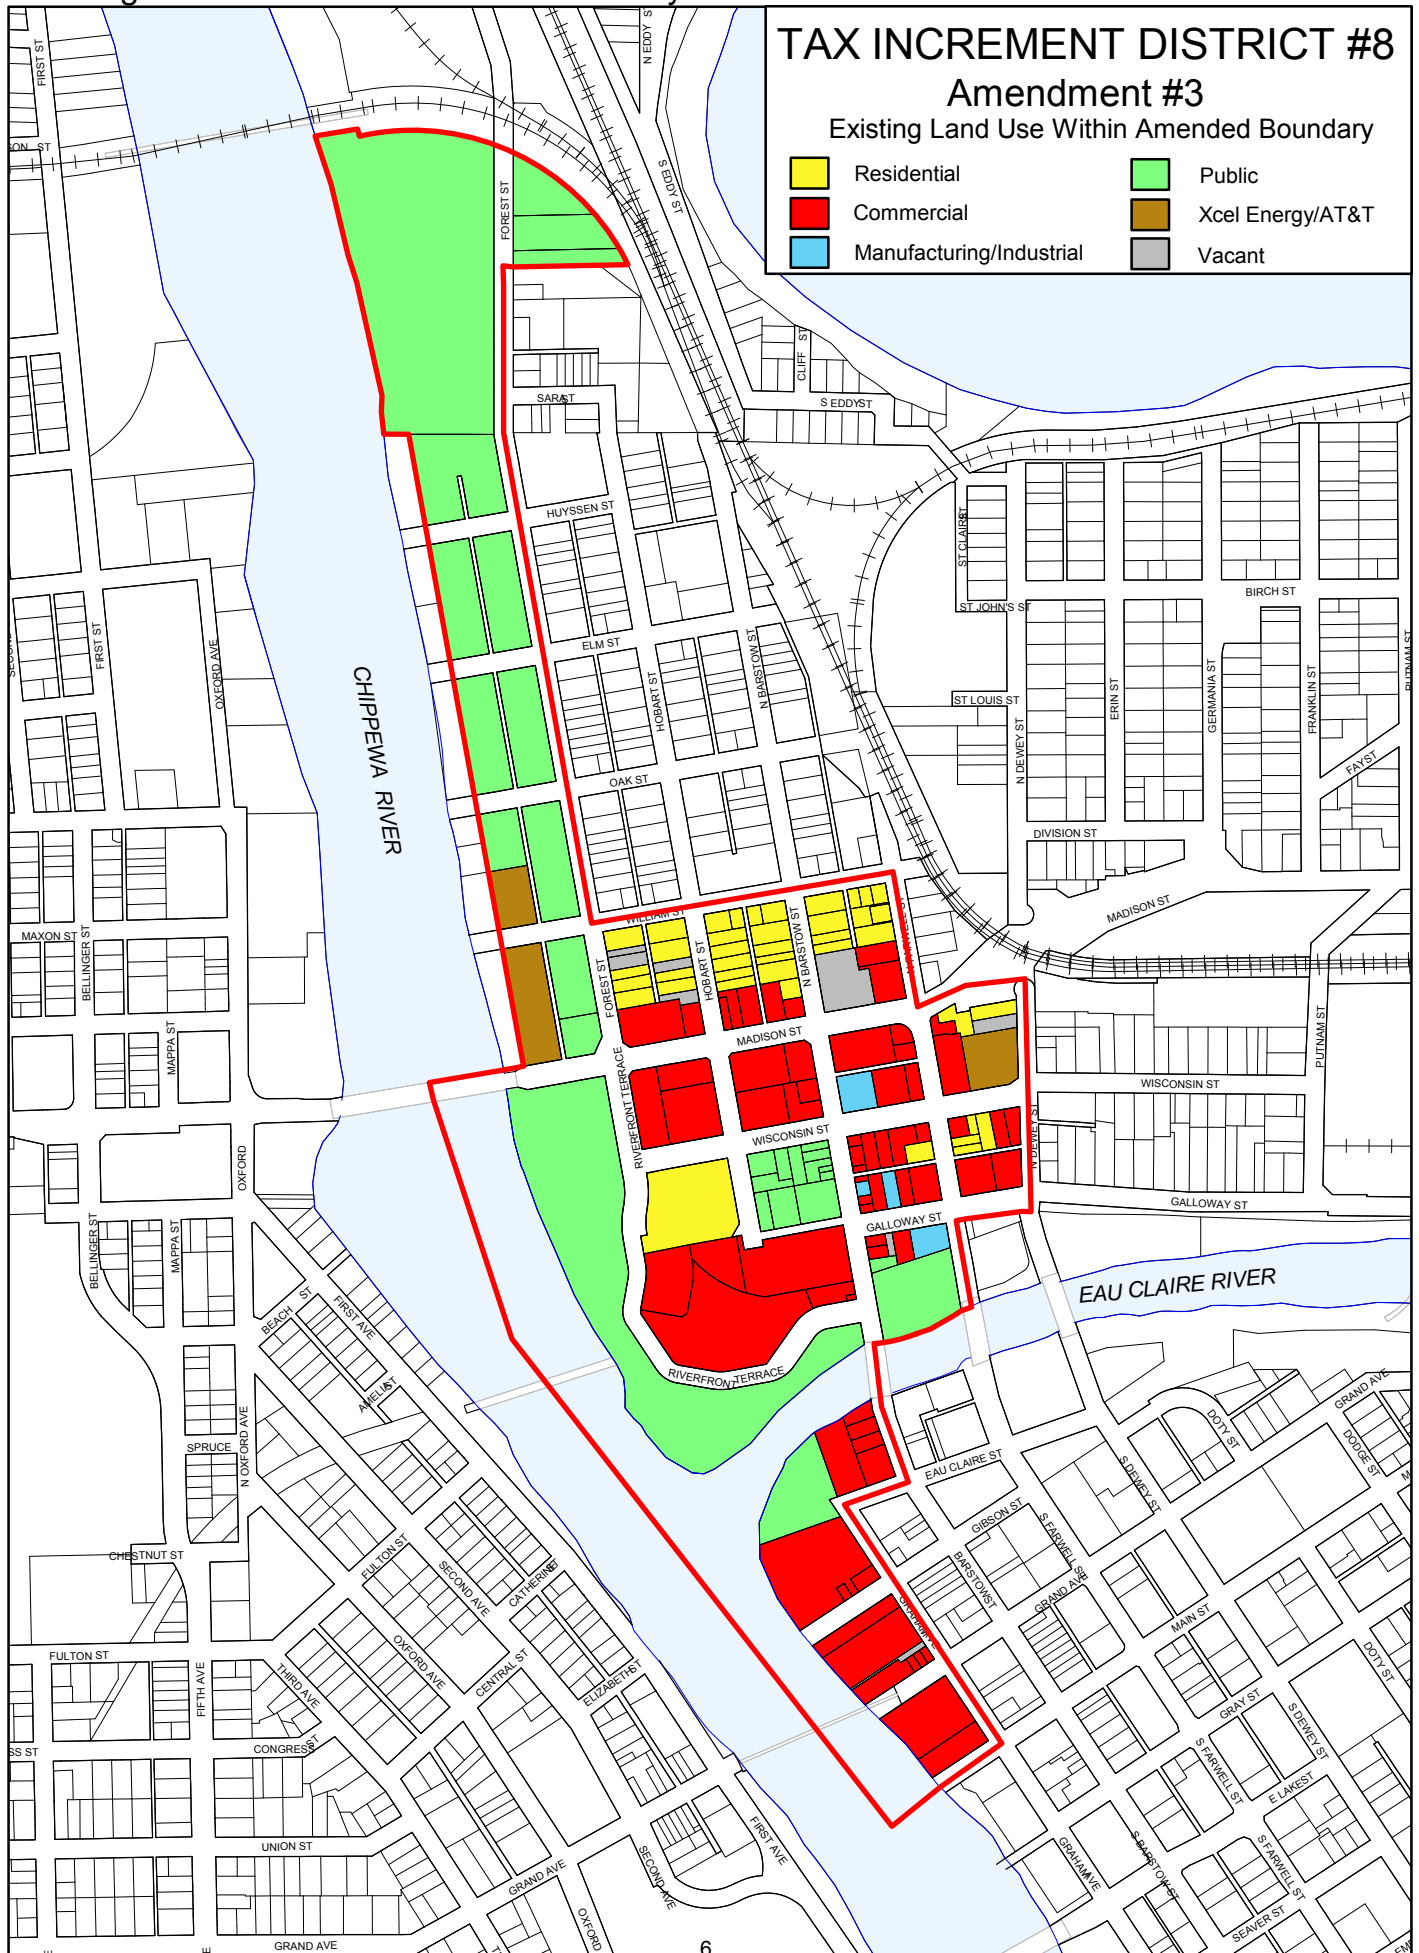 TAX INCREMENT DISTRICT #8
Amendment #3
Existing Land Use Within Amended Boundary
Residential
Public
Commercial
Xcel Energy/AT&T
Manufacturing/Industrial
Vacant
FIRST ST
N EDDY ST
S EDDY ST
FOREST ST
CLIFF ST
S EDDY ST
SARA ST
HUYSSEN ST
ST CLAIR ST
BIRCH ST
ST JOHN'S ST
ELM ST
FIRST ST
OXFORD AVE
HOBART ST
N BARSTOW ST
ERIN ST
GERMANIA ST
FRANKLIN ST
PUTNAM ST
ST LOUIS ST
N DEWEY ST
CHIPPEWA RIVER
OAK ST
FAY ST
DIVISION ST
MADISON ST
WILLIAM ST
MAXON ST
BELLINGER ST
FOREST ST
HOBART ST
N BARSTOW ST
MADISON ST
MAPPA ST
PUTNAM ST
RIVERFRONT TERRACE
WISCONSIN ST
WISCONSIN ST
N DEWEY ST
OXFORD
GALLOWAY ST
GALLOWAY ST
BELLINGER ST
MAPPA ST
EAU CLAIRE RIVER
BEACH ST
FIRST AVE
RIVERFRONT TERRACE
AMELIA ST
N OXFORD AVE
SPRUCE
GRAND AVE
DOTY ST
DODGE ST
EAU CLAIRE ST
S DEWEY ST
GIBSON ST
S FARWELL ST
CHESTNUT ST
FULTON ST
SECOND AVE
CATHERINE ST
BARSTOW ST
GRAND AVE
MAIN ST
FULTON ST
OXFORD AVE
CENTRAL ST
ELIZABETH ST
DOTY ST
FIFTH AVE
THIRD AVE
GRAY ST
S DEWEY ST
SS ST
CONGRESS ST
S FARWELL ST
E LAKE ST
UNION ST
FIRST AVE
SECOND AVE
GRAHAM AVE
S BARSTOW ST
S FARWELL ST
GRAND AVE
OXFORD
SEAVER ST
GRAND AVE
6